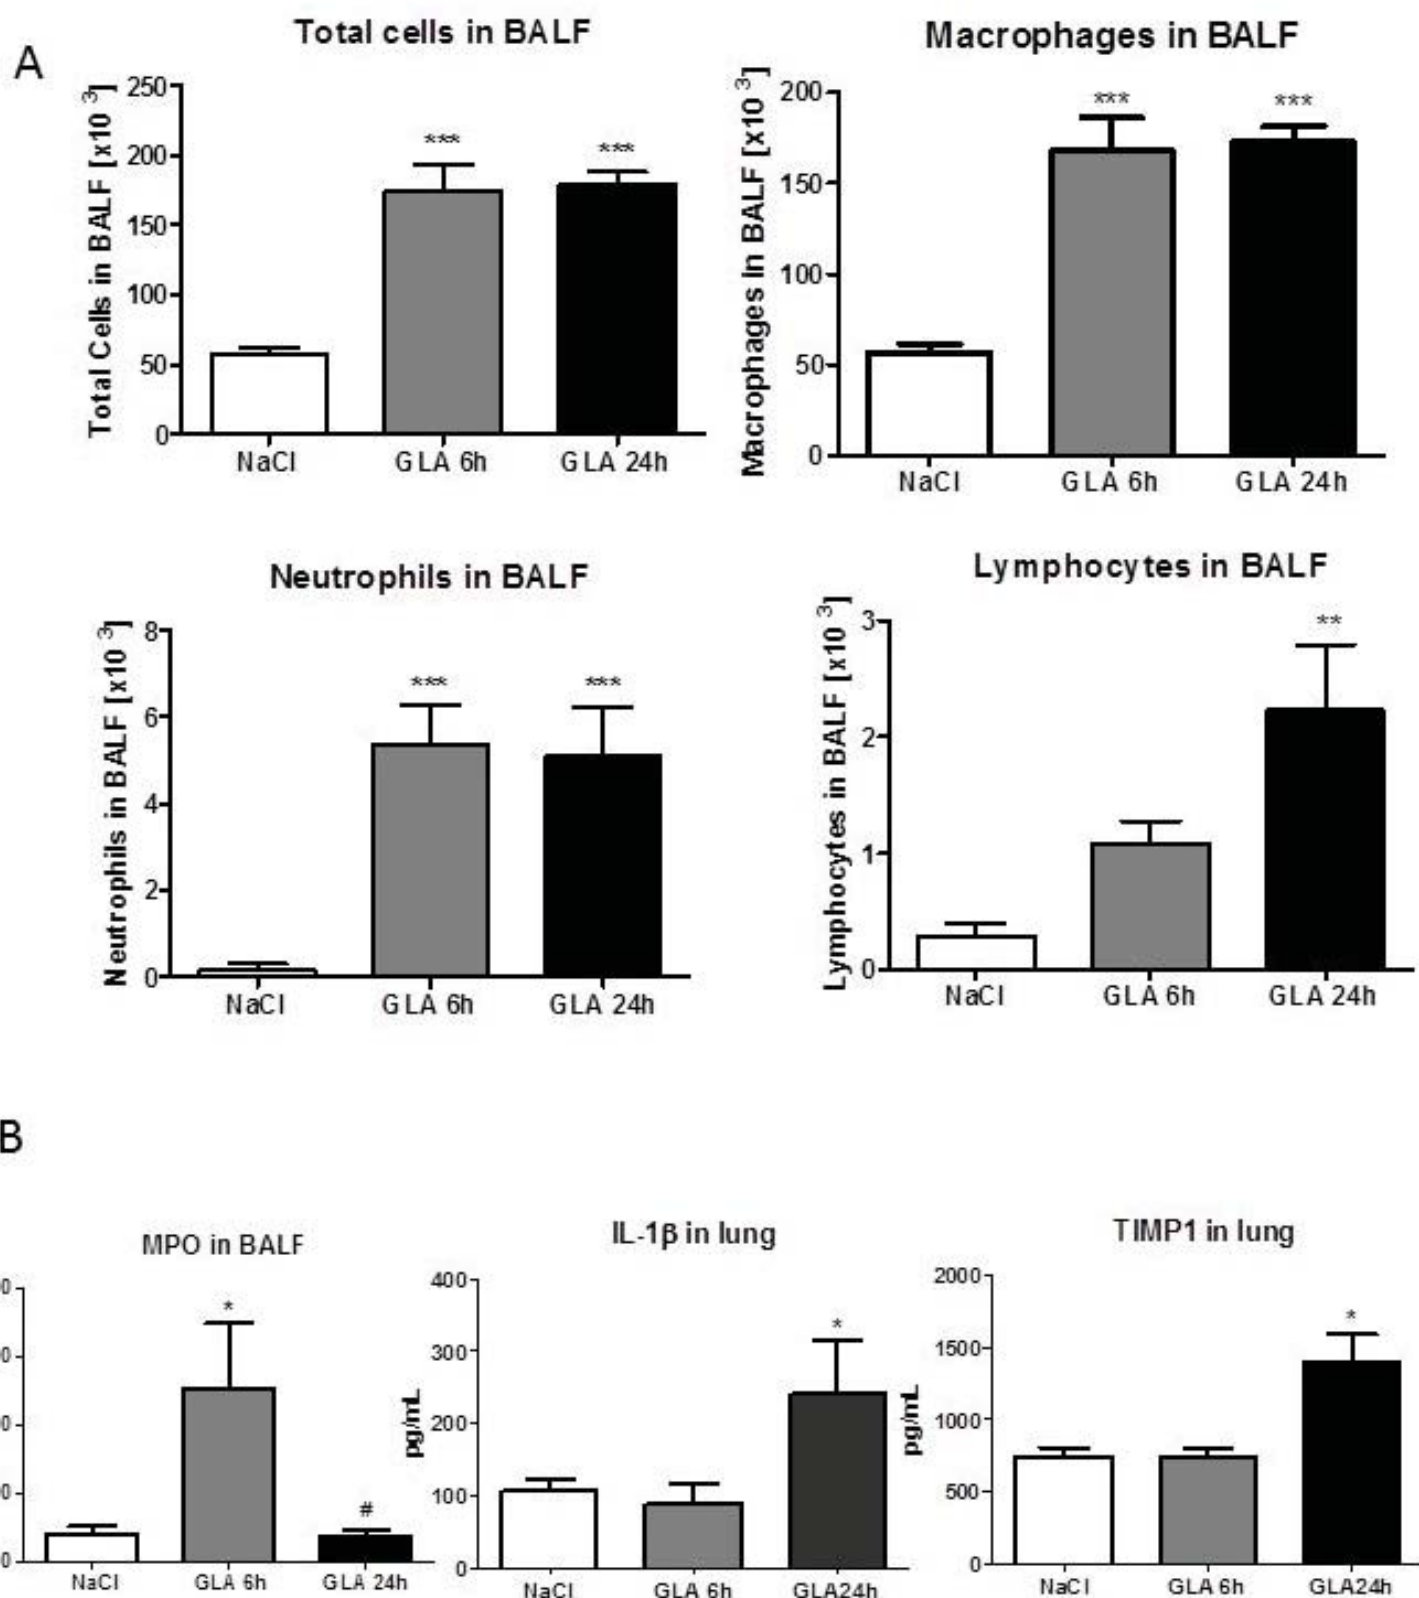 A
Total cells in BALF
Total Cells in BALF [x10 3]
250
200
150
100
50
0
***
***
NaCl
GLA 6h
GLA 24h
Macrophages in BALF
Macrophages in BALF [x10 3]
200
150
100
50
0
***
***
NaCl
GLA 6h
GLA 24h
Neutrophils in BALF
Neutrophils in BALF [x10 3]
8
6
4
2
0
***
***
NaCl
GLA 6h
GLA 24h
Lymphocytes in BALF
Lymphocytes in BALF [x10 3]
3
2
1
0
**
NaCl
GLA 6h
GLA 24h
B
MPO in BALF
0
0
0
0
0
*
#
NaCl
GLA 6h
GLA 24h
IL-1β in lung
pg/mL
400
300
200
100
0
*
NaCl
GLA 6h
GLA24h
TIMP1 in lung
pg/mL
2000
1500
1000
500
0
*
NaCl
GLA 6h
GLA24h